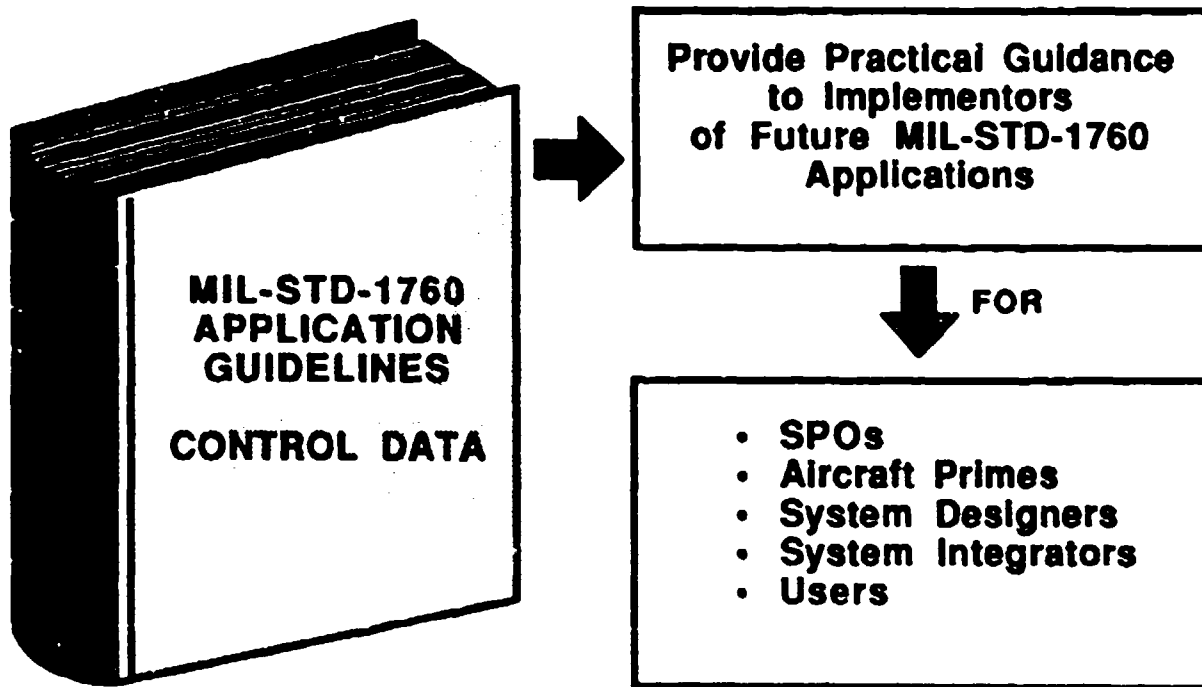 MIL-STD-1760
APPLICATION
GUIDELINES
CONTROL DATA
Provide Practical Guidance
to Implementors
of Future MIL-STD-1760
Applications
FOR
• SPOs
• Aircraft Primes
• System Designers
• System Integrators
• Users